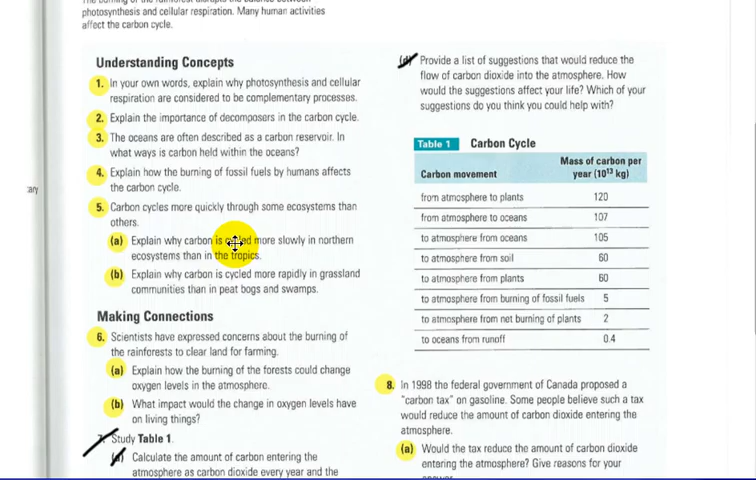 photosynthesis and cellular respiration. Many human activities
affect the carbon cycle.
Understanding Concepts
1. In your own words, explain why photosynthesis and cellular
respiration are considered to be complementary processes.
2. Explain the importance of decomposers in the carbon cycle.
3. The oceans are often described as a carbon reservoir. In
what ways is carbon held within the oceans?
4. Explain how the burning of fossil fuels by humans affects
the carbon cycle.
5. Carbon cycles more quickly through some ecosystems than
others.
(a) Explain why carbon is cycled more slowly in northern
ecosystems than in the tropics.
(b) Explain why carbon is cycled more rapidly in grassland
communities than in peat bogs and swamps.
Making Connections
6. Scientists have expressed concerns about the burning of
the rainforests to clear land for farming.
(a) Explain how the burning of the forests could change
oxygen levels in the atmosphere.
(b) What impact would the change in oxygen levels have
on living things?
7. Study Table 1.
Calculate the amount of carbon entering the
atmosphere as carbon dioxide every year and the
Provide a list of suggestions that would reduce the
flow of carbon dioxide into the atmosphere. How
would the suggestions affect your life? Which of your
suggestions do you think you could help with?
Table 1 Carbon Cycle
Carbon movement Mass of carbon per
year (10¹³ kg)
from atmosphere to plants 120
from atmosphere to oceans 107
to atmosphere from oceans 105
to atmosphere from soil 60
to atmosphere from plants 60
to atmosphere from burning of fossil fuels 5
to atmosphere from net burning of plants 2
to oceans from runoff 0.4
8. In 1998 the federal government of Canada proposed a
"carbon tax" on gasoline. Some people believe such a tax
would reduce the amount of carbon dioxide entering the
atmosphere.
(a) Would the tax reduce the amount of carbon dioxide
entering the atmosphere? Give reasons for your
ary